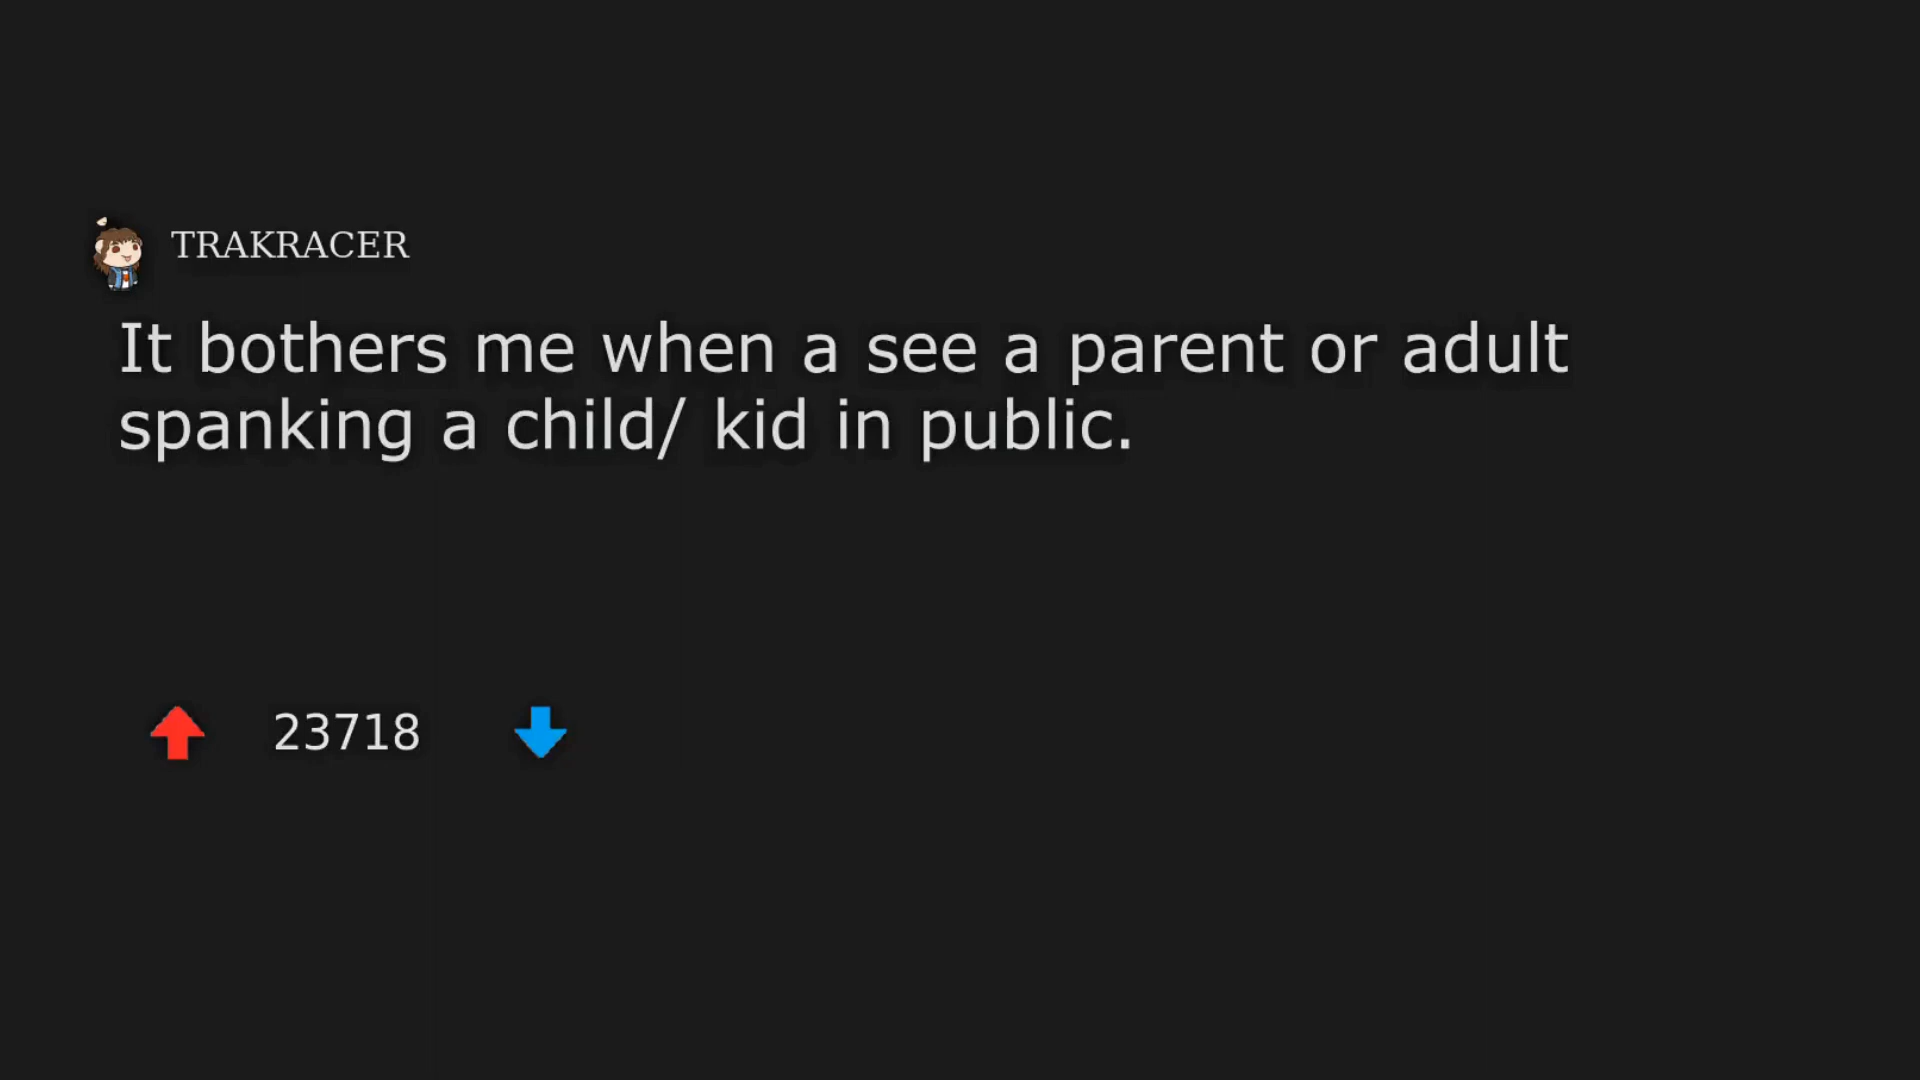 TRAKRACER
It bothers me when a see a parent or adult
spanking a child/ kid in public.
23718